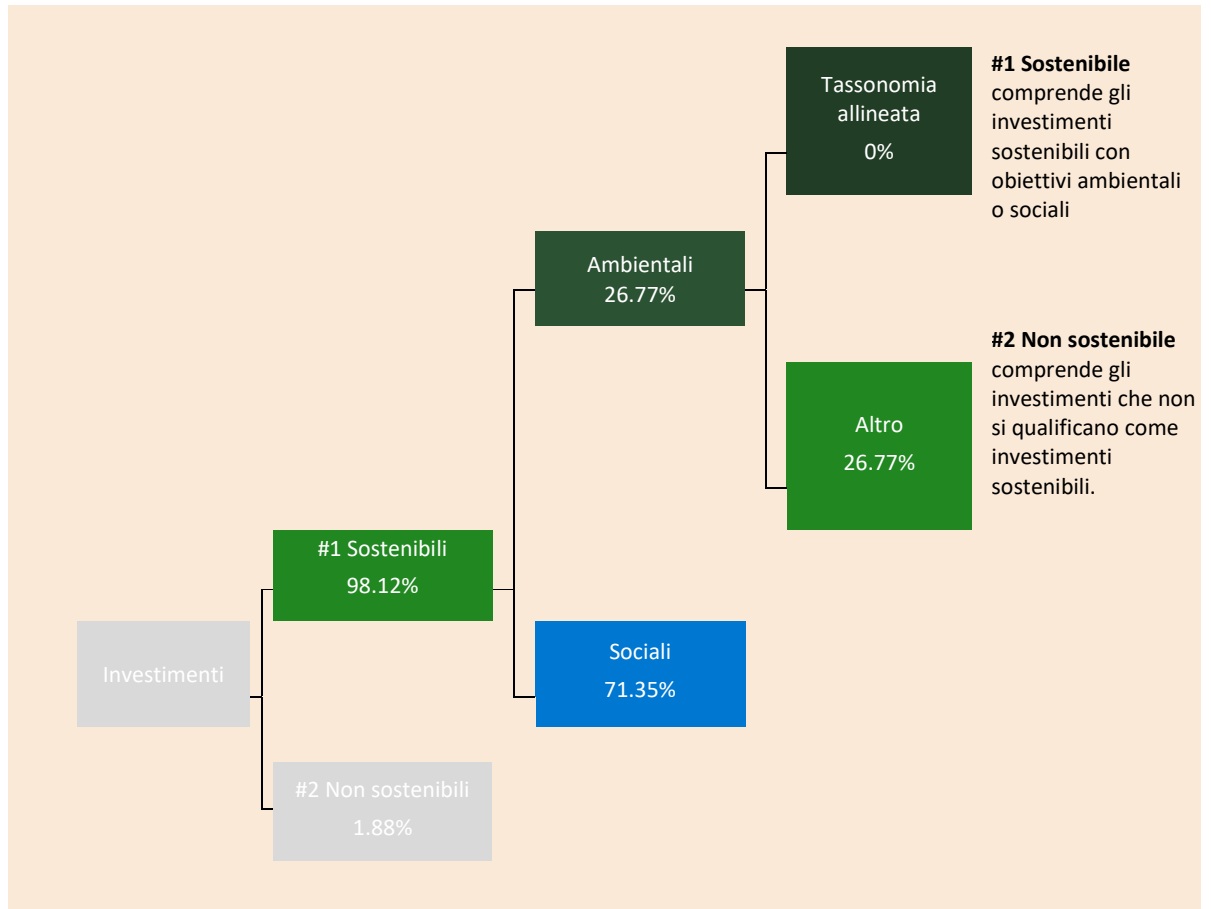 Tassonomia
allineata
0%
#1 Sostenibile
comprende gli
investimenti
sostenibili con
obiettivi ambientali
o sociali
Ambientali
26.77%
#2 Non sostenibile
comprende gli
investimenti che non
si qualificano come
investimenti
sostenibili.
Altro
26.77%
#1 Sostenibili
98.12%
Sociali
71.35%
Investimenti
#2 Non sostenibili
1.88%